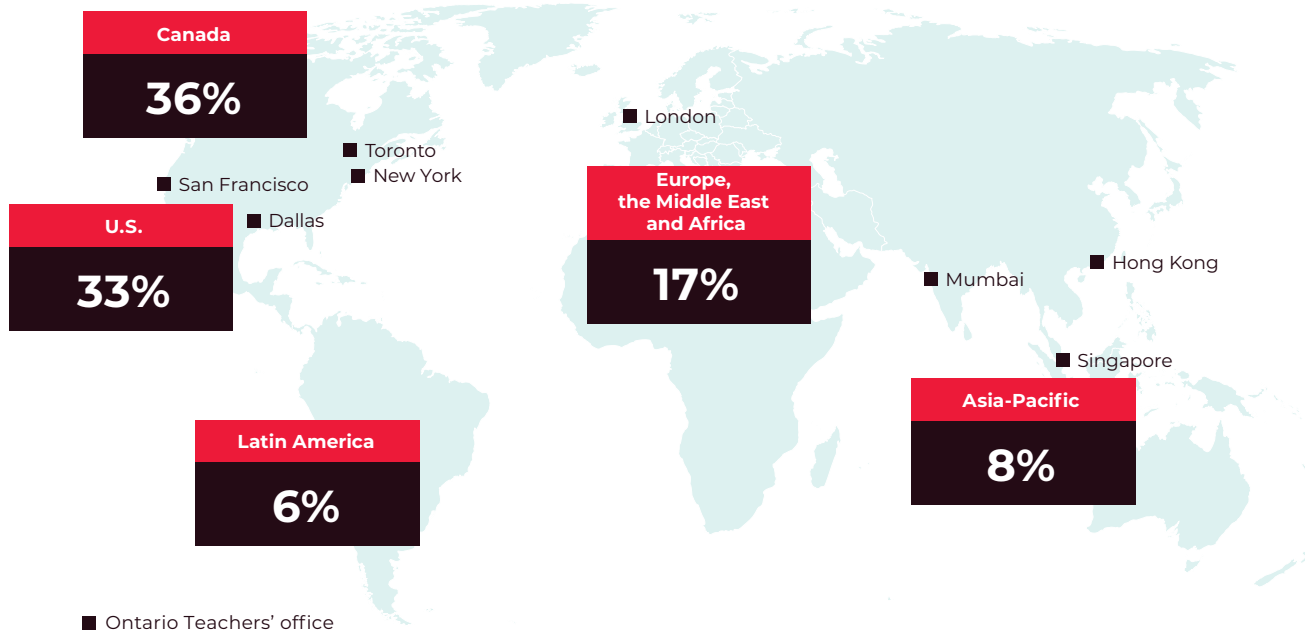 Canada
36%
London
Toronto
New York
San Francisco
Europe,
the Middle East
and Africa
17%
U.S.
33%
Dallas
Hong Kong
Mumbai
Singapore
Asia-Pacific
8%
Latin America
6%
Ontario Teachers’ office